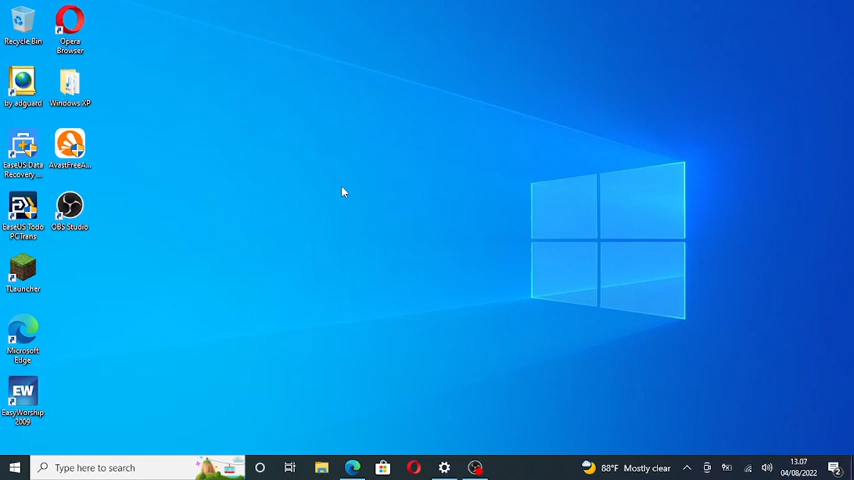 Recycle Bin
Opera
Browser
by adguard
Windows XP
EaseUS Data
Recovery ...
AvastFreeA...
EaseUS Todo
PCTrans
OBS Studio
TLauncher
Microsoft
Edge
EW
EasyWorship
2009
Type here to search
88°F Mostly clear
13.07
04/08/2022
2